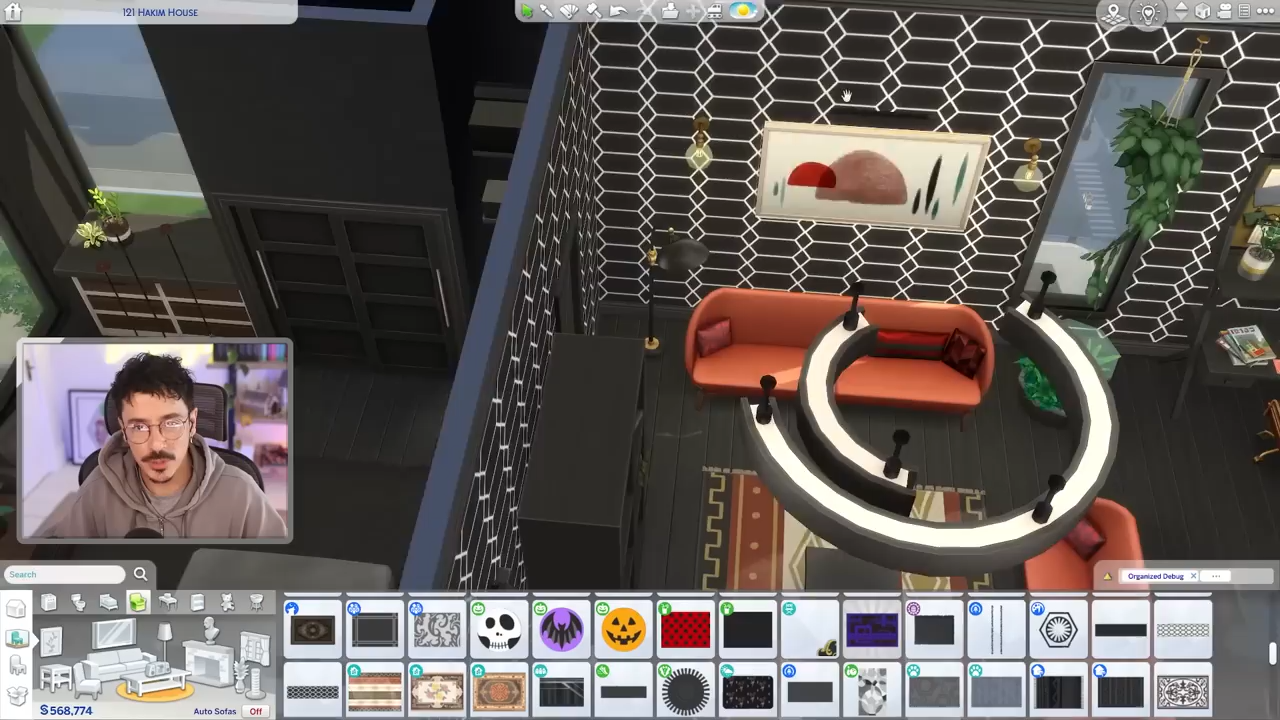 121 HAKIM HOUSE
Search
Organized Debug
§568,774
Auto Sofas
Off